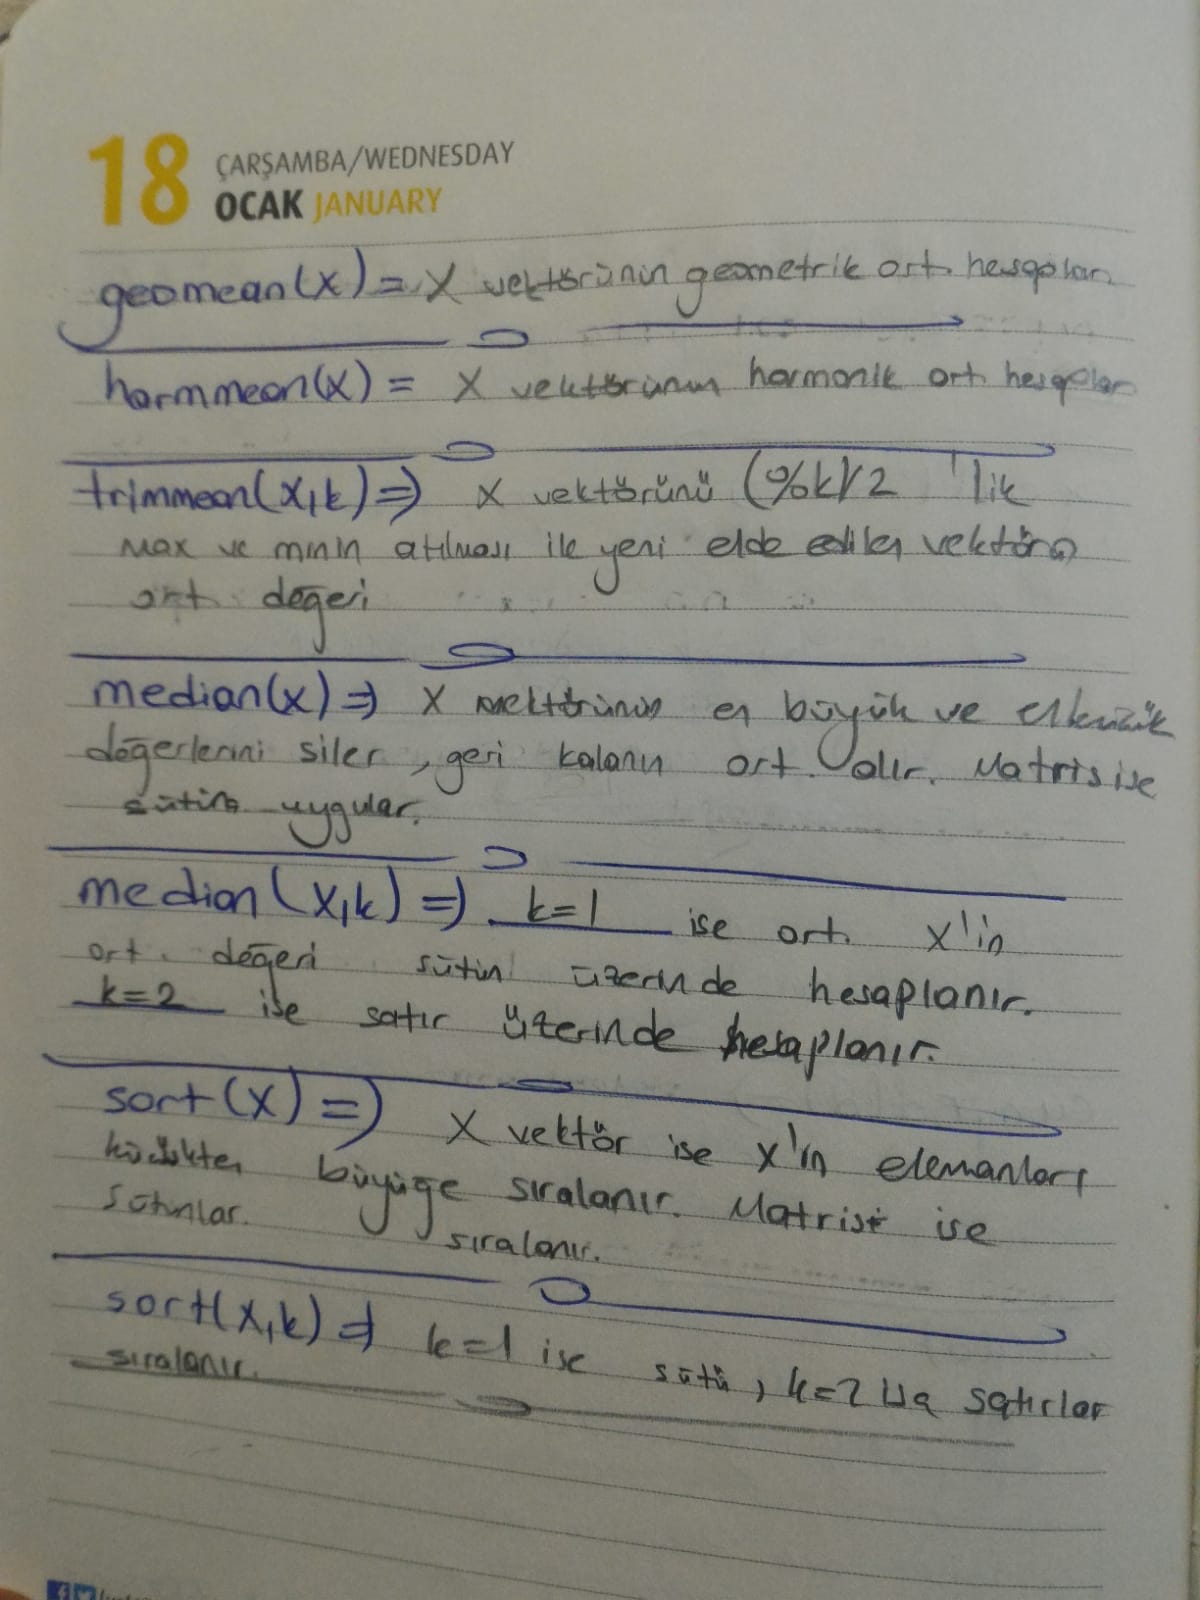 18 ÇARŞAMBA/WEDNESDAY
OCAK JANUARY
geomean(x) = X vektörünün geometrik ort. hesaplar
harmmean(x) = X vektörünün harmonik ort. hesaplar
trimmean(x,k) => X vektörünü (%k)/2 'lik
Max ve minin atılması ile yeni elde edilen vektörün
ort. değeri
median(x) => X vektörünün en büyük ve en küçük
değerlerini siler, geri kalanın ort. alır. Matris ise
sütuna uygular.
median(x,k) => k=1 ise ort. x'in
ort. değeri sütun üzerinde hesaplanır.
k=2 ise satır üzerinde hesaplanır.
sort(x) => X vektör ise x'in elemanları
küçükten büyüğe sıralanır. Matris ise
sütunlar sıralanır.
sort(x,k) => k=1 ise sütü, k=2 satırlar
sıralanır.